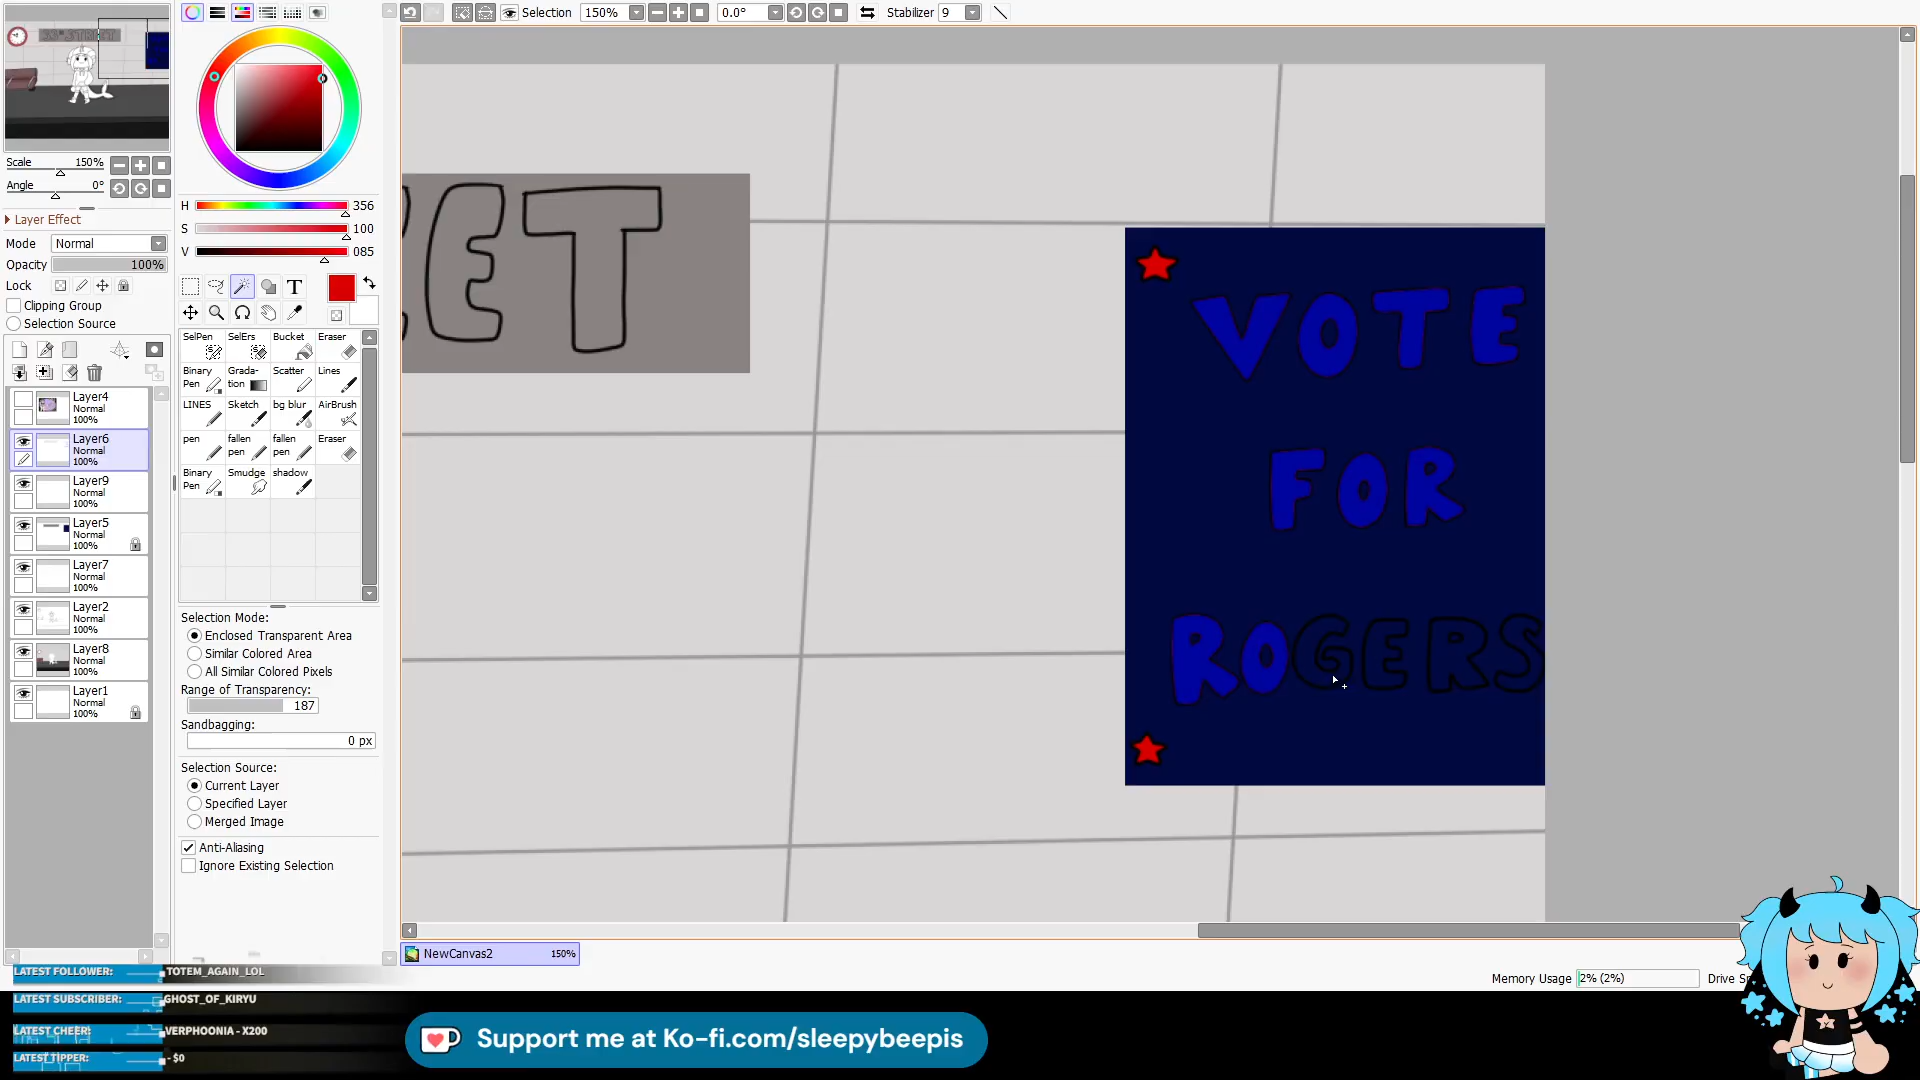 Selection
150%
0.0°
Stabilizer 9
Scale 150%
Angle 0°
Layer Effect
Mode Normal
Opacity 100%
Lock
Clipping Group
Selection Source
Layer4
Normal
100%
Layer6
Normal
100%
Layer9
Normal
100%
Layer5
Normal
100%
Layer7
Normal
100%
Layer2
Normal
100%
Layer8
Normal
100%
Layer1
Normal
100%
H 356
S 100
V 085
T
SelPen SelErs Bucket Eraser
Binary Pen Grada-tion Scatter Lines
LINES Sketch bg blur AirBrush
pen fallen pen fallen pen Eraser
Binary Pen Smudge shadow
Selection Mode:
Enclosed Transparent Area
Similar Colored Area
All Similar Colored Pixels
Range of Transparency:
187
Sandbagging:
0 px
Selection Source:
Current Layer
Specified Layer
Merged Image
Anti-Aliasing
Ignore Existing Selection
ET
VOTE
FOR
ROGERS
NewCanvas2 150%
Memory Usage 2% (2%)
LATEST FOLLOWER: TOTEM_AGAIN_LOL
LATEST SUBSCRIBER: GHOST_OF_KIRYU
LATEST CHEER: VERPHOONIA - X200
LATEST TIPPER: - $0
Support me at Ko-fi.com/sleepybeepis